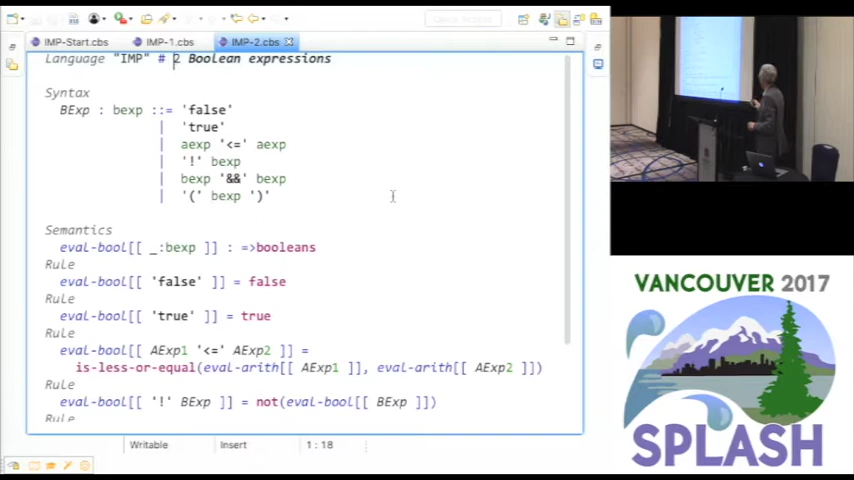 Quick Access
IMP-Start.cbs
IMP-1.cbs
IMP-2.cbs
Language "IMP" # 2 Boolean expressions
Syntax
BExp : bexp ::= 'false'
| 'true'
| aexp '<=' aexp
| '!' bexp
| bexp '&&' bexp
| '(' bexp ')'
Semantics
eval-bool[[ _:bexp ]] : =>booleans
Rule
eval-bool[[ 'false' ]] = false
Rule
eval-bool[[ 'true' ]] = true
Rule
eval-bool[[ AExp1 '<=' AExp2 ]] =
is-less-or-equal(eval-arith[[ AExp1 ]], eval-arith[[ AExp2 ]])
Rule
eval-bool[[ '!' BExp ]] = not(eval-bool[[ BExp ]])
Rule
Writable
Insert
1 : 18
VANCOUVER 2017
SPLASH